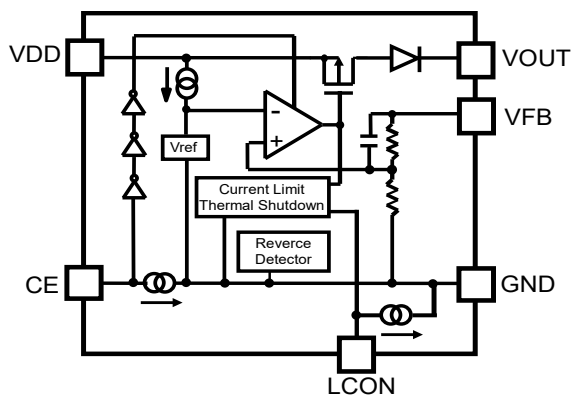 VDD
VOUT
VFB
-
+
Vref
Current Limit
Thermal Shutdown
Reverce
Detector
CE
GND
LCON